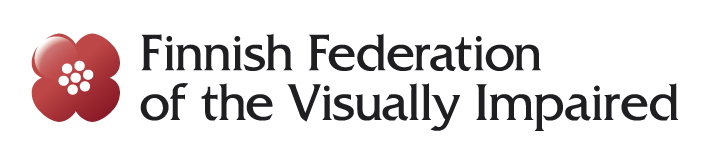 Finnish Federation
of the Visually Impaired